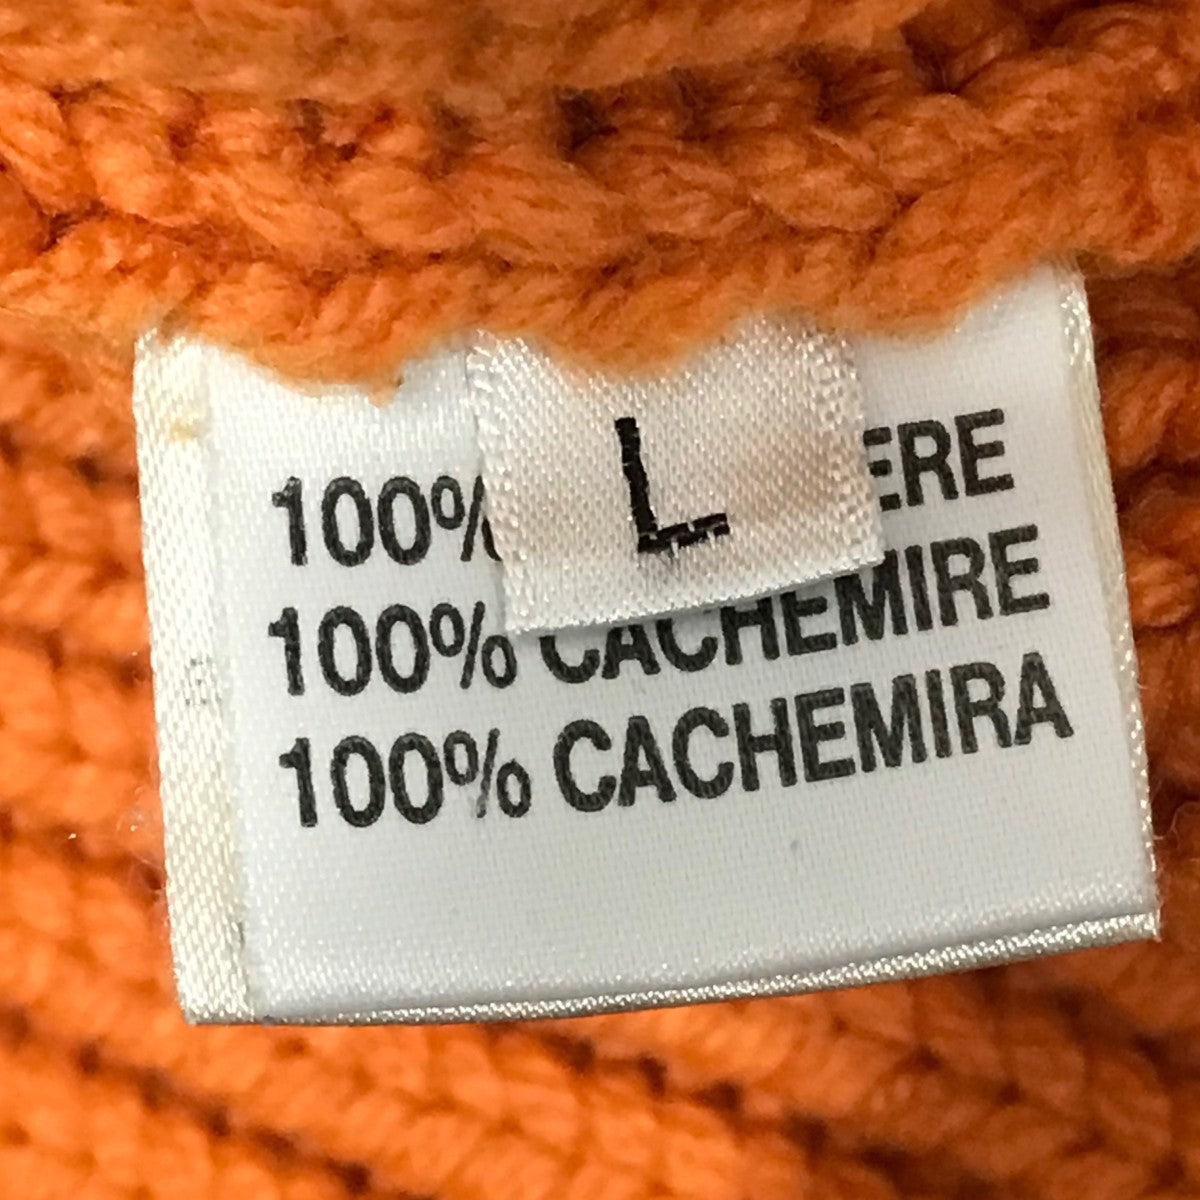 L
100% ERE
100% CACHEMIRE
100% CACHEMIRA